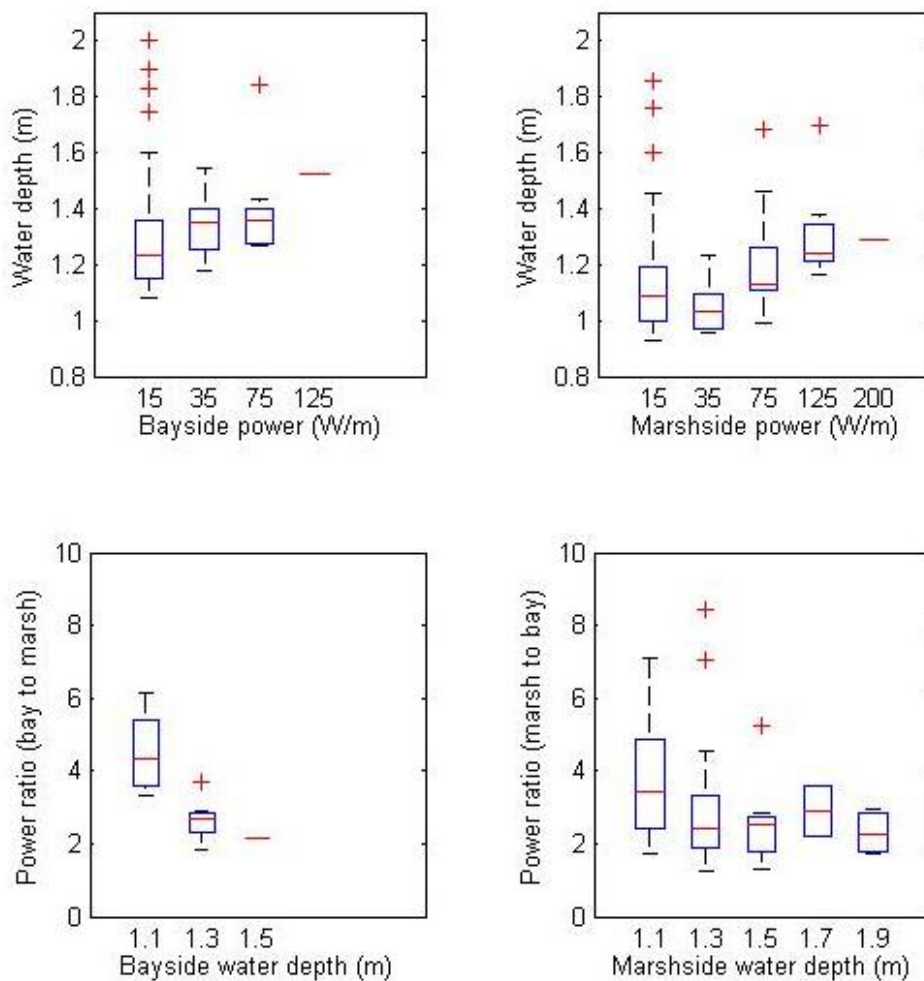 2
1.8
1.6
1.4
1.2
1
0.8
Water depth (m)
15 35 75 125
Bayside power (W/m)
2
1.8
1.6
1.4
1.2
1
0.8
Water depth (m)
15 35 75 125 200
Marshside power (W/m)
10
8
6
4
2
0
Power ratio (bay to marsh)
1.1 1.3 1.5
Bayside water depth (m)
10
8
6
4
2
0
Power ratio (marsh to bay)
1.1 1.3 1.5 1.7 1.9
Marshside water depth (m)